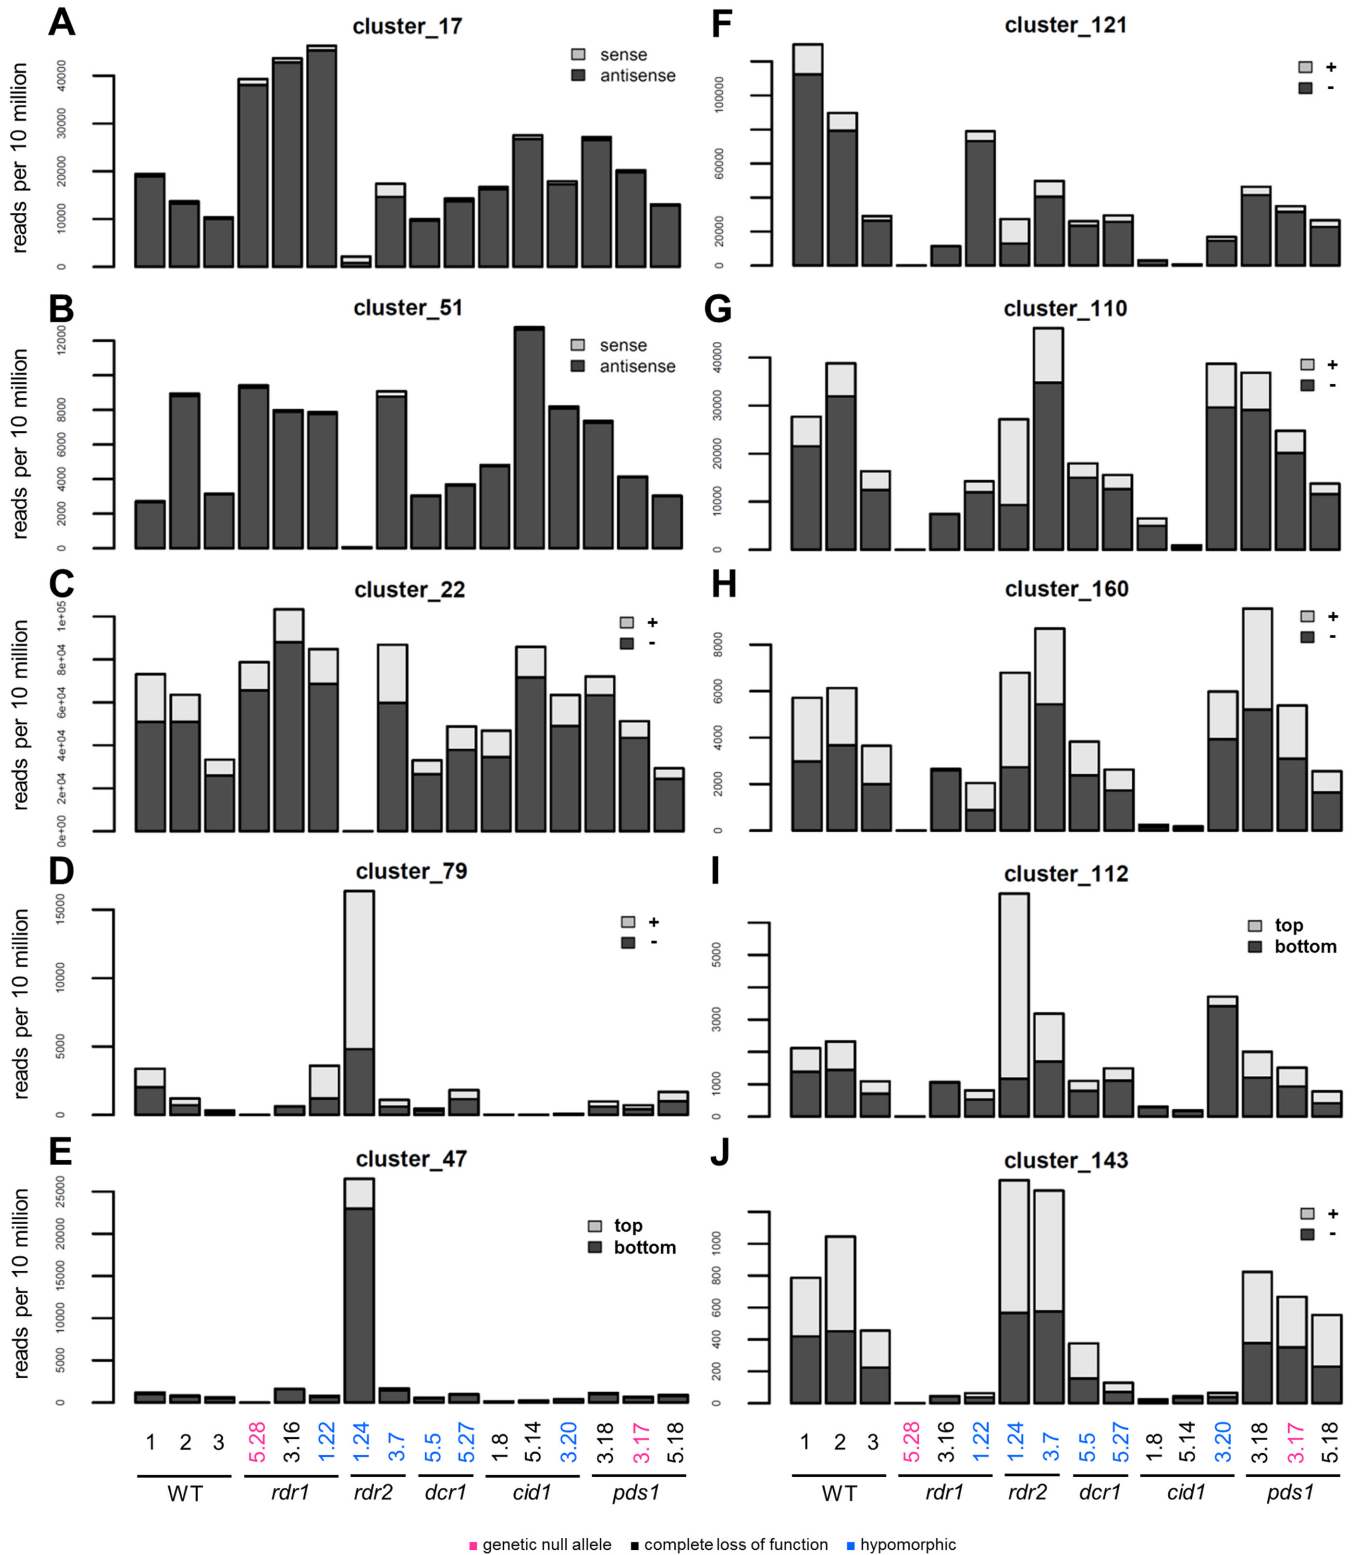 A
cluster_17
reads per 10 million
40000
30000
20000
10000
0
sense
antisense
B
cluster_51
reads per 10 million
12000
8000
6000
4000
2000
0
sense
antisense
C
cluster_22
reads per 10 million
1e+05
8e+04
6e+04
4e+04
2e+04
0e+00
+
-
D
cluster_79
reads per 10 million
15000
10000
5000
0
+
-
E
cluster_47
reads per 10 million
25000
20000
15000
10000
5000
0
top
bottom
1 2 3 5.28 3.16 1.22 1.24 3.7 5.5 5.27 1.8 5.14 3.20 3.18 3.17 5.18
WT rdr1 rdr2 dcr1 cid1 pds1
F
cluster_121
100000
60000
20000
0
+
-
G
cluster_110
40000
30000
20000
10000
0
+
-
H
cluster_160
8000
6000
4000
2000
0
+
-
I
cluster_112
5000
3000
1000
0
top
bottom
J
cluster_143
1000
800
600
400
200
0
+
-
1 2 3 5.28 3.16 1.22 1.24 3.7 5.5 5.27 1.8 5.14 3.20 3.18 3.17 5.18
WT rdr1 rdr2 dcr1 cid1 pds1
genetic null allele complete loss of function hypomorphic